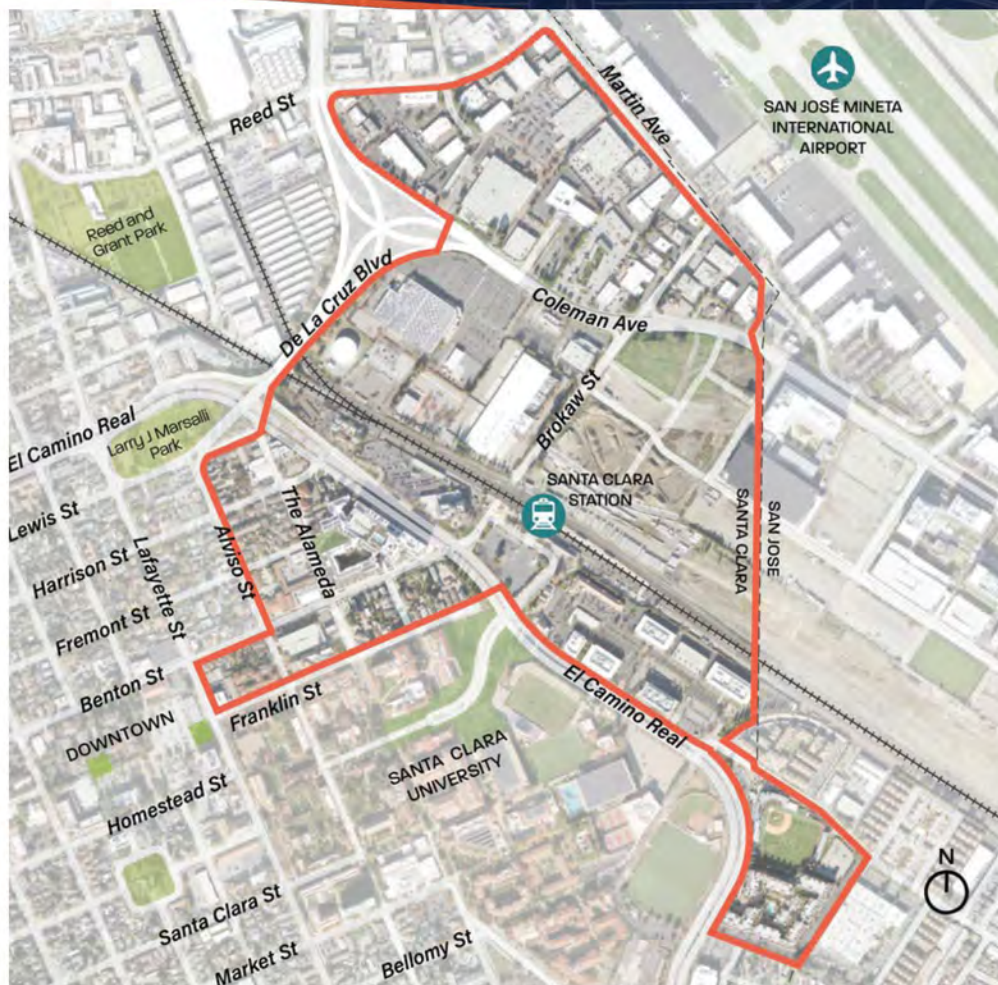 Reed St
Martin Ave
SAN JOSÉ MINETA
INTERNATIONAL
AIRPORT
Reed and
Grant Park
De La Cruz Blvd
Coleman Ave
El Camino Real
Larry J Marsalli
Park
Brokaw St
SANTA CLARA
STATION
Lewis St
The Alameda
SANTA CLARA
SAN JOSE
Harrison St
Alviso St
Lafayette St
Fremont St
Benton St
Franklin St
El Camino Real
DOWNTOWN
SANTA CLARA
UNIVERSITY
Homestead St
N
Santa Clara St
Market St
Bellomy St